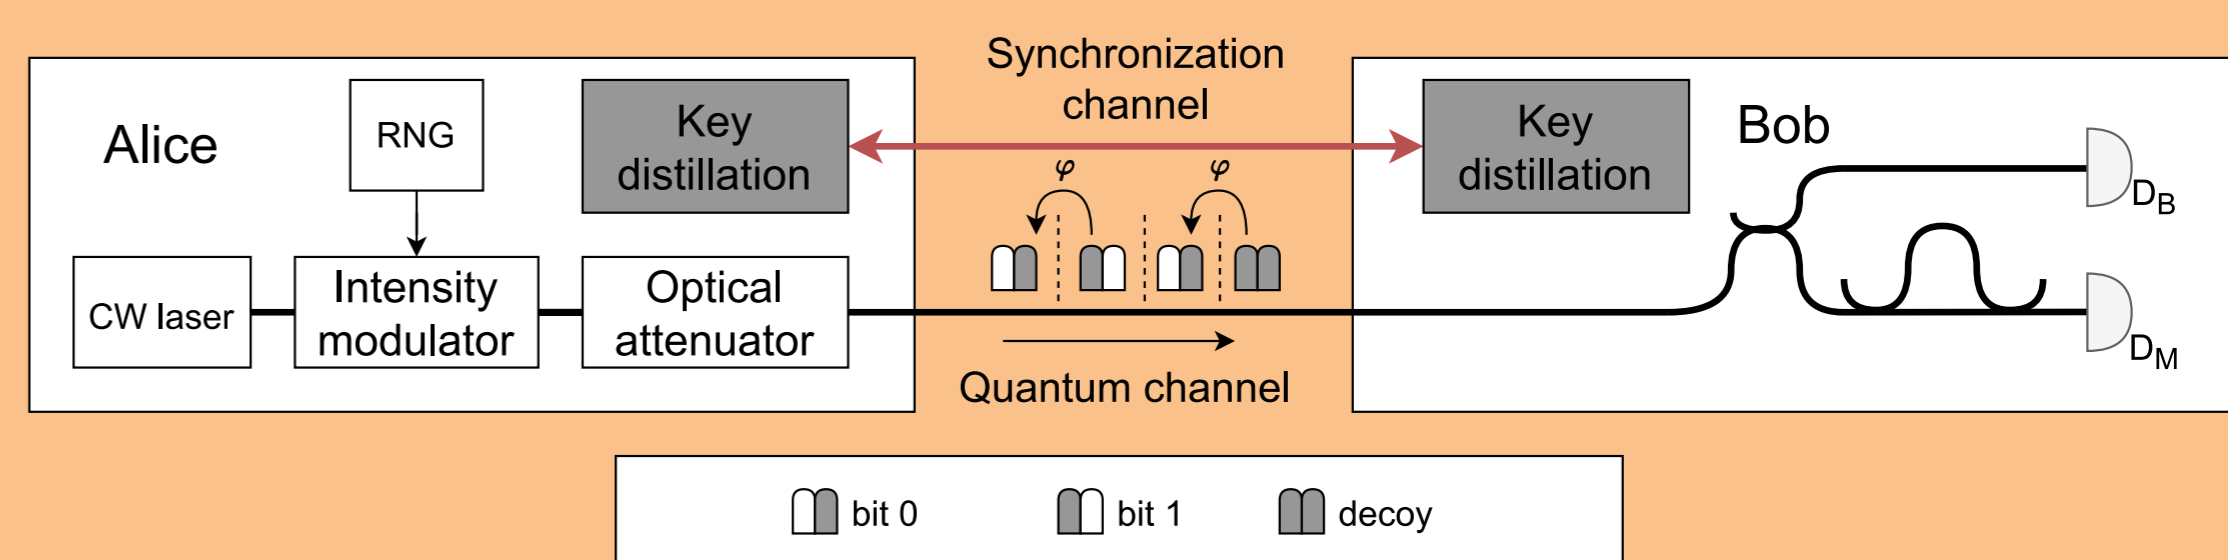 Synchronization
channel
Alice
RNG
Key
distillation
Key
distillation
Bob
φ
φ
D_B
CW laser
Intensity
modulator
Optical
attenuator
D_M
Quantum channel
bit 0
bit 1
decoy